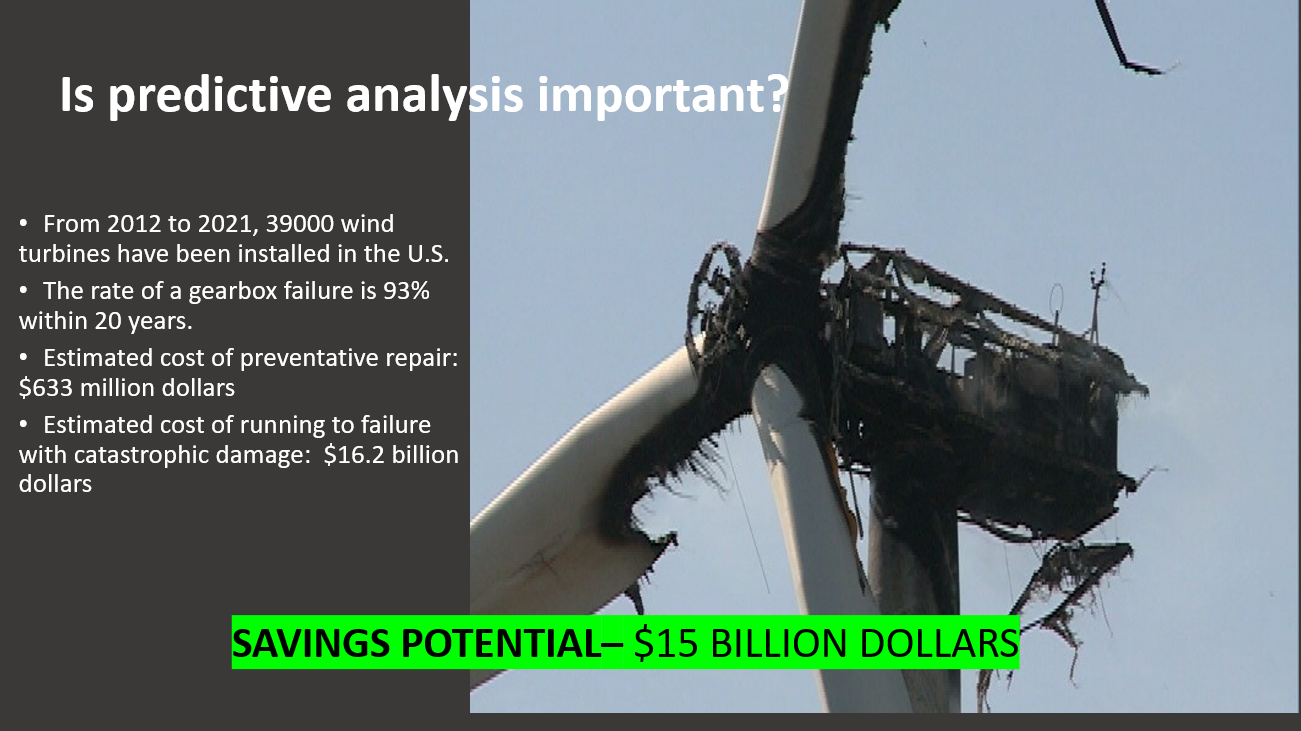 Is predictive analysis important?
• From 2012 to 2021, 39000 wind
turbines have been installed in the U.S.
• The rate of a gearbox failure is 93%
within 20 years.
• Estimated cost of preventative repair:
$633 million dollars
• Estimated cost of running to failure
with catastrophic damage:  $16.2 billion
dollars
SAVINGS POTENTIAL– $15 BILLION DOLLARS